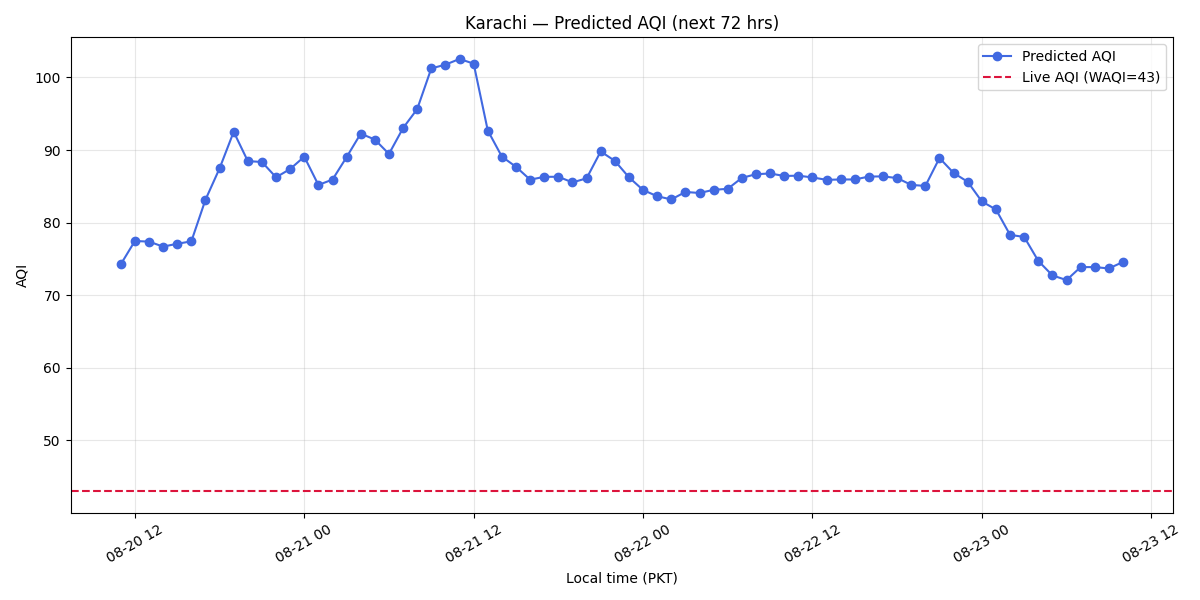 Karachi — Predicted AQI (next 72 hrs)
Predicted AQI
Live AQI (WAQI=43)
AQI
100
90
80
70
60
50
08-20 12
08-21 00
08-21 12
08-22 00
08-22 12
08-23 00
08-23 12
Local time (PKT)